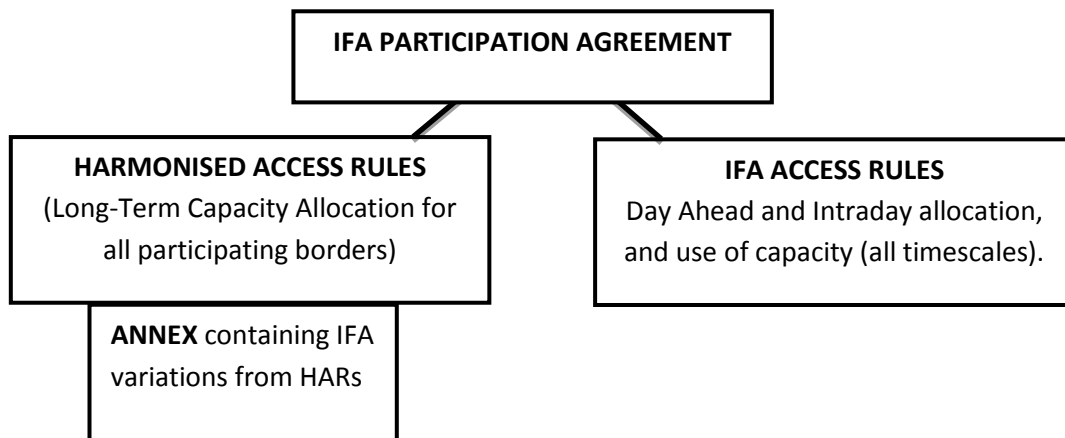 IFA PARTICIPATION AGREEMENT
HARMONISED ACCESS RULES
(Long-Term Capacity Allocation for
all participating borders)
IFA ACCESS RULES
Day Ahead and Intraday allocation,
and use of capacity (all timescales).
ANNEX containing IFA
variations from HARs